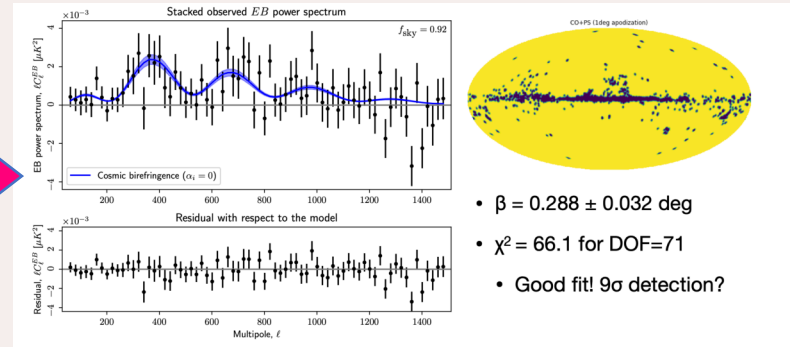 Stacked observed EB power spectrum
×10⁻³
f_sky = 0.92
EB power spectrum, ℓC_ℓ^EB [μK²]
4
2
0
−2
−4
Cosmic birefringence (α_i = 0)
200 400 600 800 1000 1200 1400
Residual with respect to the model
×10⁻³
Residual, ℓC_ℓ^EB [μK²]
4
2
0
−2
−4
200 400 600 800 1000 1200 1400
Multipole, ℓ
CO+PS (1deg apodization)
• β = 0.288 ± 0.032 deg
• χ² = 66.1 for DOF=71
• Good fit! 9σ detection?